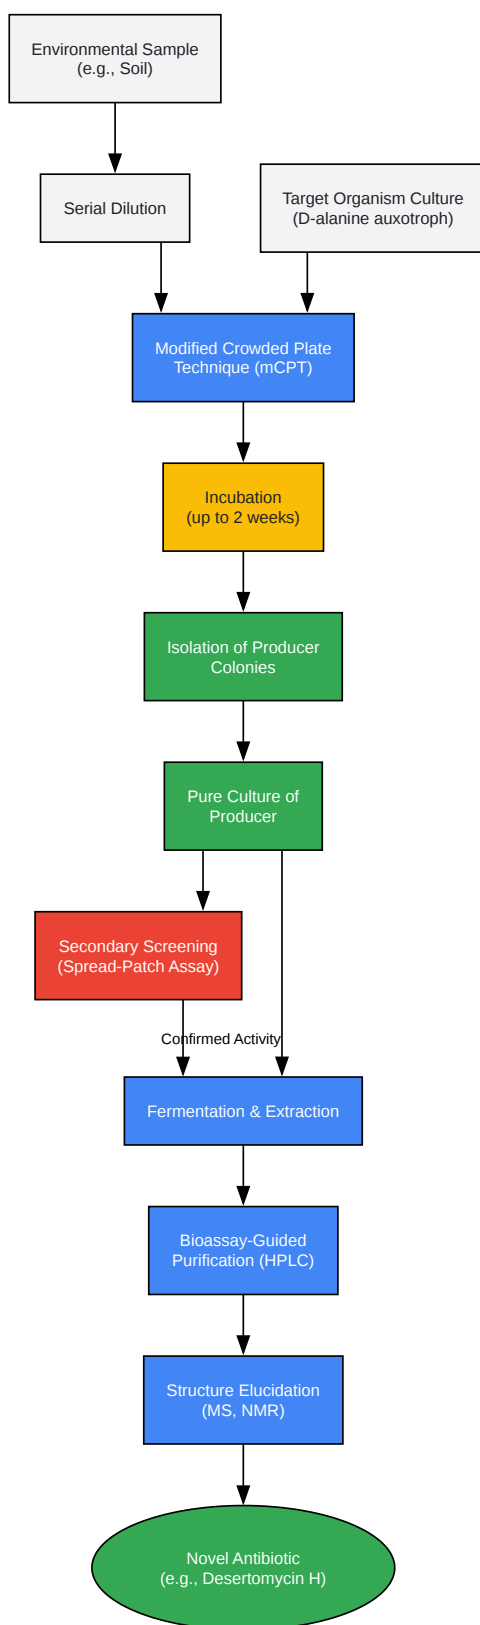 Environmental Sample
(e.g., Soil)
Serial Dilution
Target Organism Culture
(D-alanine auxotroph)
Modified Crowded Plate
Technique (mCPT)
Incubation
(up to 2 weeks)
Isolation of Producer
Colonies
Pure Culture of
Producer
Secondary Screening
(Spread-Patch Assay)
Confirmed Activity
Fermentation & Extraction
Bioassay-Guided
Purification (HPLC)
Structure Elucidation
(MS, NMR)
Novel Antibiotic
(e.g., Desertomycin H)